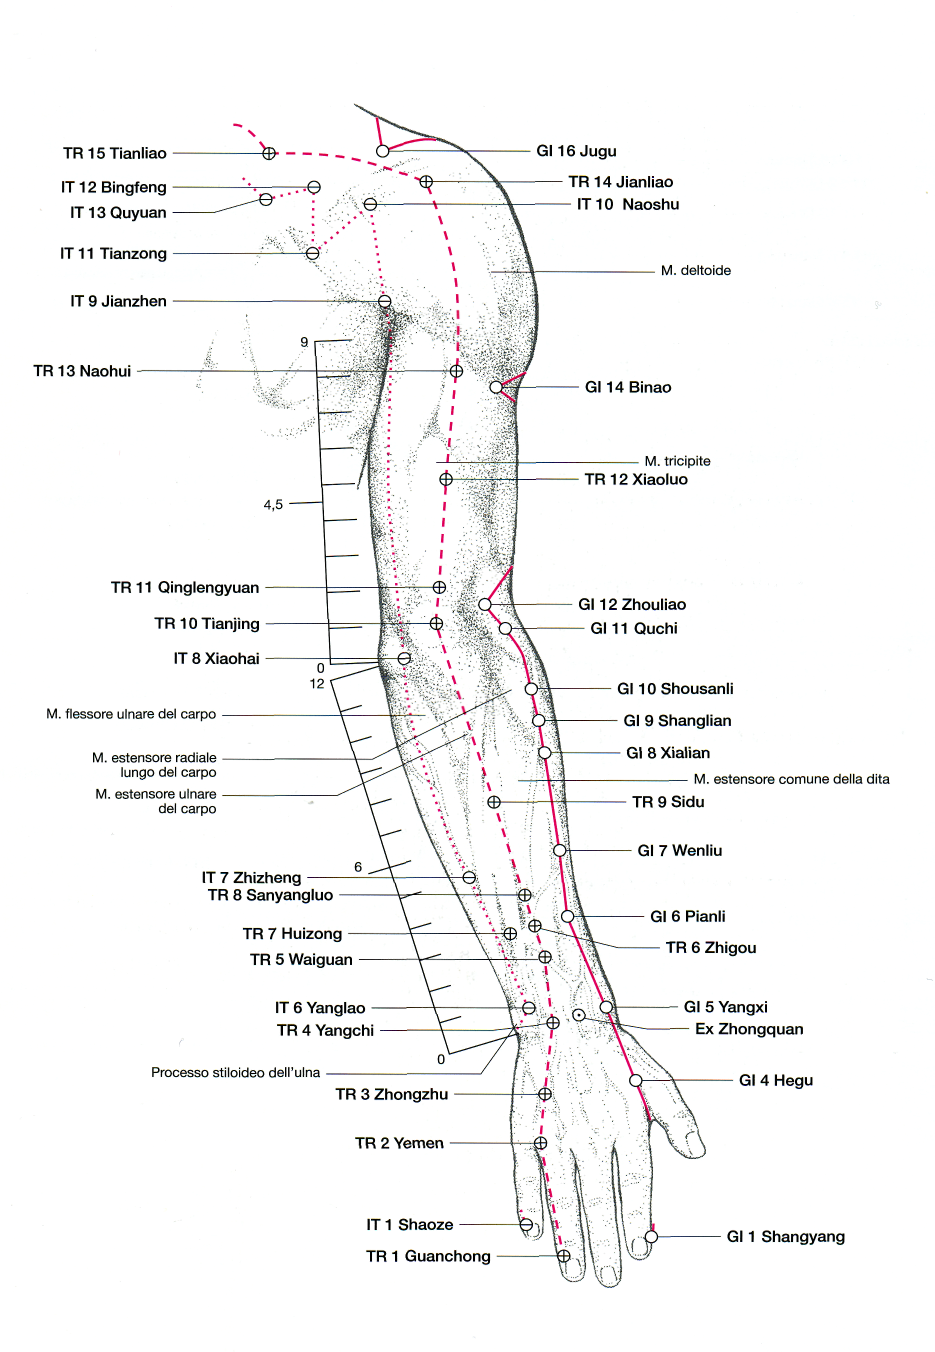 GI 16 Jugu
TR 15 Tianliao
TR 14 Jianliao
IT 12 Bingfeng
IT 10 Naoshu
IT 13 Quyuan
IT 11 Tianzong
M. deltoide
IT 9 Jianzhen
9
TR 13 Naohui
GI 14 Binao
M. tricipite
TR 12 Xiaoluo
4,5
TR 11 Qinglengyuan
GI 12 Zhouliao
TR 10 Tianjing
GI 11 Quchi
IT 8 Xiaohai
0
12
GI 10 Shousanli
M. flessore ulnare del carpo
GI 9 Shanglian
GI 8 Xialian
M. estensore radiale
lungo del carpo
M. estensore comune della dita
M. estensore ulnare
del carpo
TR 9 Sidu
GI 7 Wenliu
6
IT 7 Zhizheng
TR 8 Sanyangluo
GI 6 Pianli
TR 7 Huizong
TR 6 Zhigou
TR 5 Waiguan
IT 6 Yanglao
GI 5 Yangxi
TR 4 Yangchi
Ex Zhongquan
0
Processo stiloideo dell'ulna
GI 4 Hegu
TR 3 Zhongzhu
TR 2 Yemen
IT 1 Shaoze
GI 1 Shangyang
TR 1 Guanchong